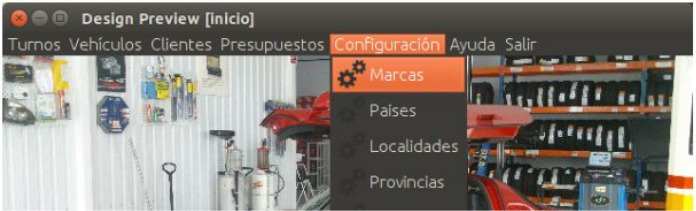 Design Preview [inicio]
Turnos Vehículos Clientes Presupuestos Configuración Ayuda Salir
Marcas
Paises
Localidades
Provincias